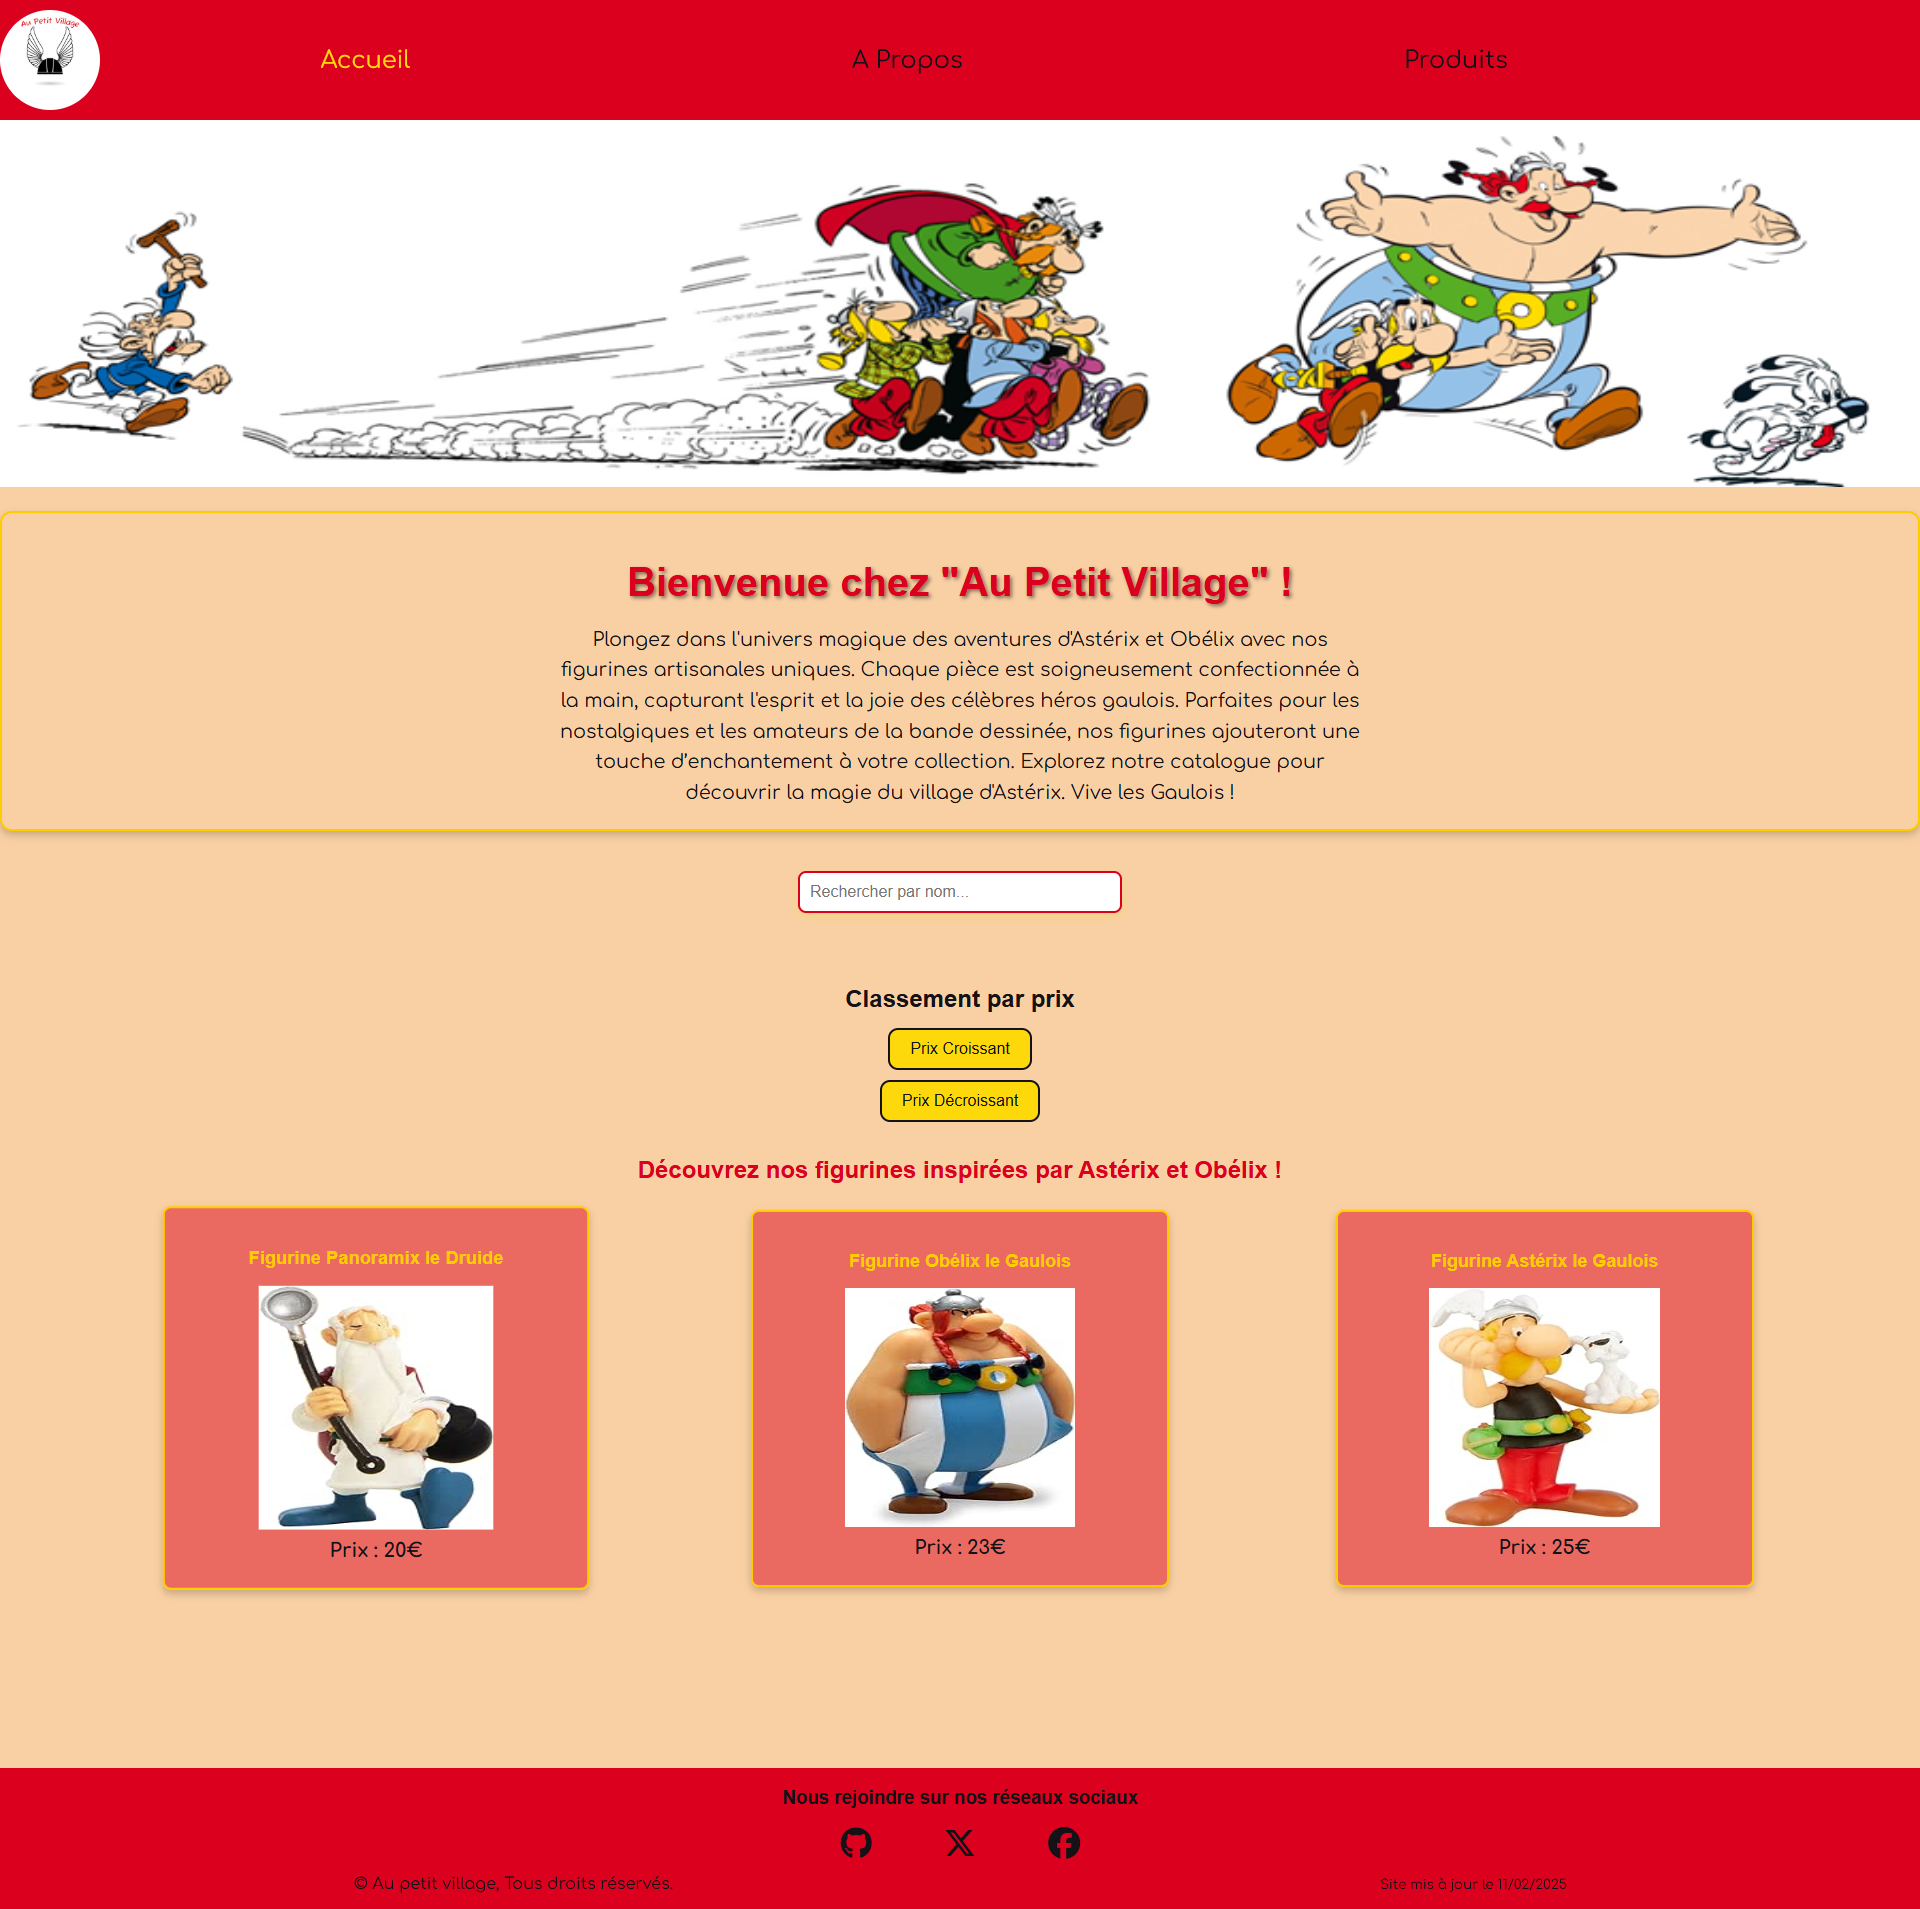 Au Petit Village
Accueil
A Propos
Produits
Bienvenue chez "Au Petit Village" !
Plongez dans l'univers magique des aventures d'Astérix et Obélix avec nos
figurines artisanales uniques. Chaque pièce est soigneusement confectionnée à
la main, capturant l'esprit et la joie des célèbres héros gaulois. Parfaites pour les
nostalgiques et les amateurs de la bande dessinée, nos figurines ajouteront une
touche d’enchantement à votre collection. Explorez notre catalogue pour
découvrir la magie du village d'Astérix. Vive les Gaulois !
Rechercher par nom...
Classement par prix
Prix Croissant
Prix Décroissant
Découvrez nos figurines inspirées par Astérix et Obélix !
Figurine Panoramix le Druide
Prix : 20€
Figurine Obélix le Gaulois
Prix : 23€
Figurine Astérix le Gaulois
Prix : 25€
Nous rejoindre sur nos réseaux sociaux
© Au petit village, Tous droits réservés.
Site mis à jour le 11/02/2025